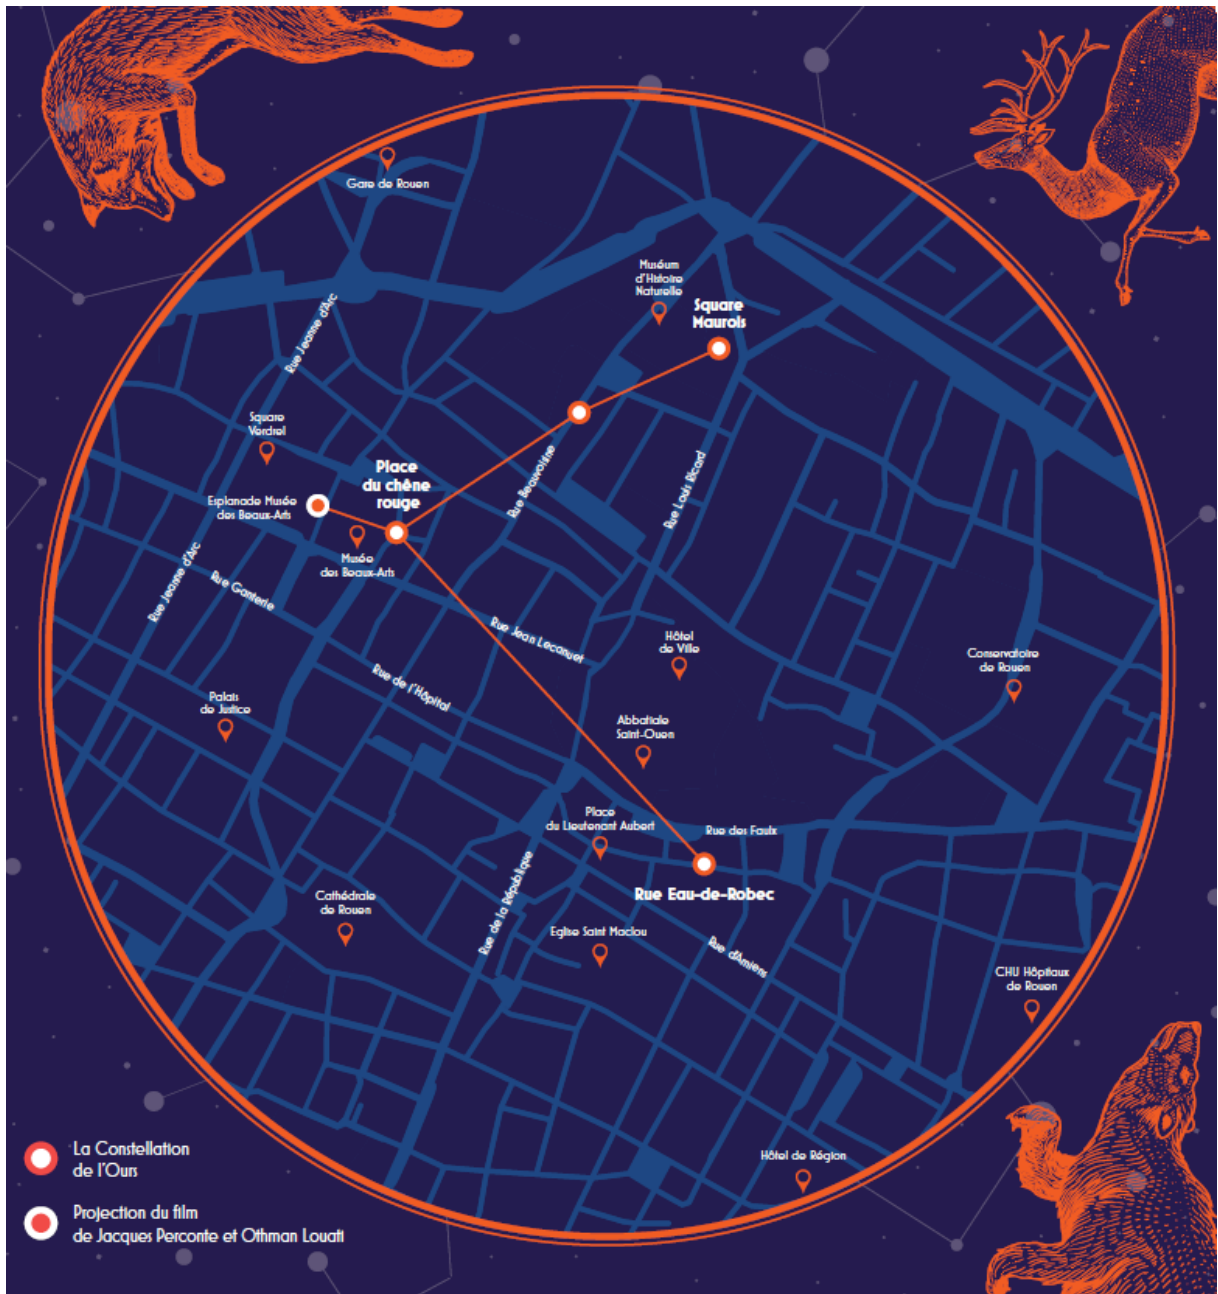 Gare de Rouen
Muséum
d'Histoire
Naturelle
Square
Maurois
Rue Jeanne d'Arc
Square
Verdrel
Place
du chêne
rouge
Rue Beauvoisine
Rue Louis Ricard
Esplanade Musée
des Beaux-Arts
Musée
des Beaux-Arts
Rue Jeanne d'Arc
Rue Ganterie
Rue Jean Lecanuet
Hôtel
de Ville
Conservatoire
de Rouen
Rue de l'Hôpital
Palais
de Justice
Abbatiale
Saint-Ouen
Place
du Lieutenant Aubert
Rue des Faulx
Rue Eau-de-Robec
Rue de la République
Cathédrale
de Rouen
Eglise Saint Maclou
Rue d'Amiens
CHU Hôpitaux
de Rouen
Hôtel de Région
La Constellation
de l'Ours
Projection du film
de Jacques Perconte et Othman Louati